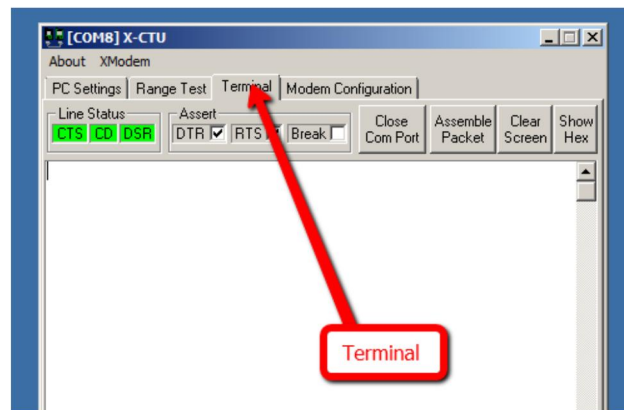 [COM8] X-CTU
About XModem
PC Settings Range Test Terminal Modem Configuration
Line Status Assert
CTS CD DSR DTR RTS Break
Close Com Port
Assemble Packet
Clear Screen
Show Hex
Terminal